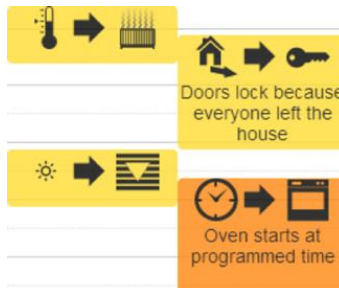 Doors lock because
everyone left the
house
Oven starts at
programmed time